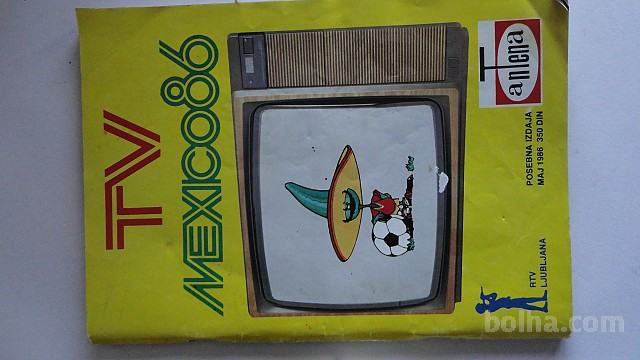 TV
MEXICO86
antena
POSEBNA IZDAJA
MAJ 1986 350 DIN
RTV
LJUBLJANA
bolha.com